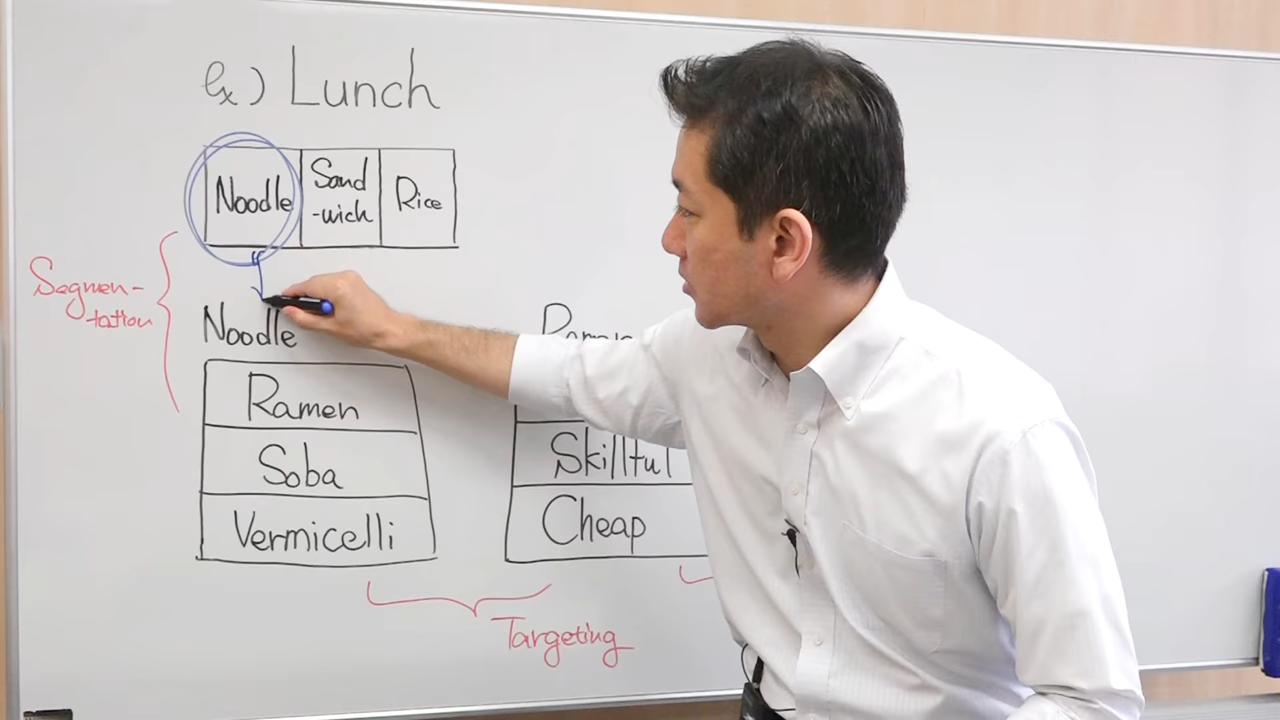 ex) Lunch
Noodle
Sand
-wich
Rice
Segmen-
tation
Noodle
Ramen
Soba
Vermicelli
Skillful
Cheap
Targeting